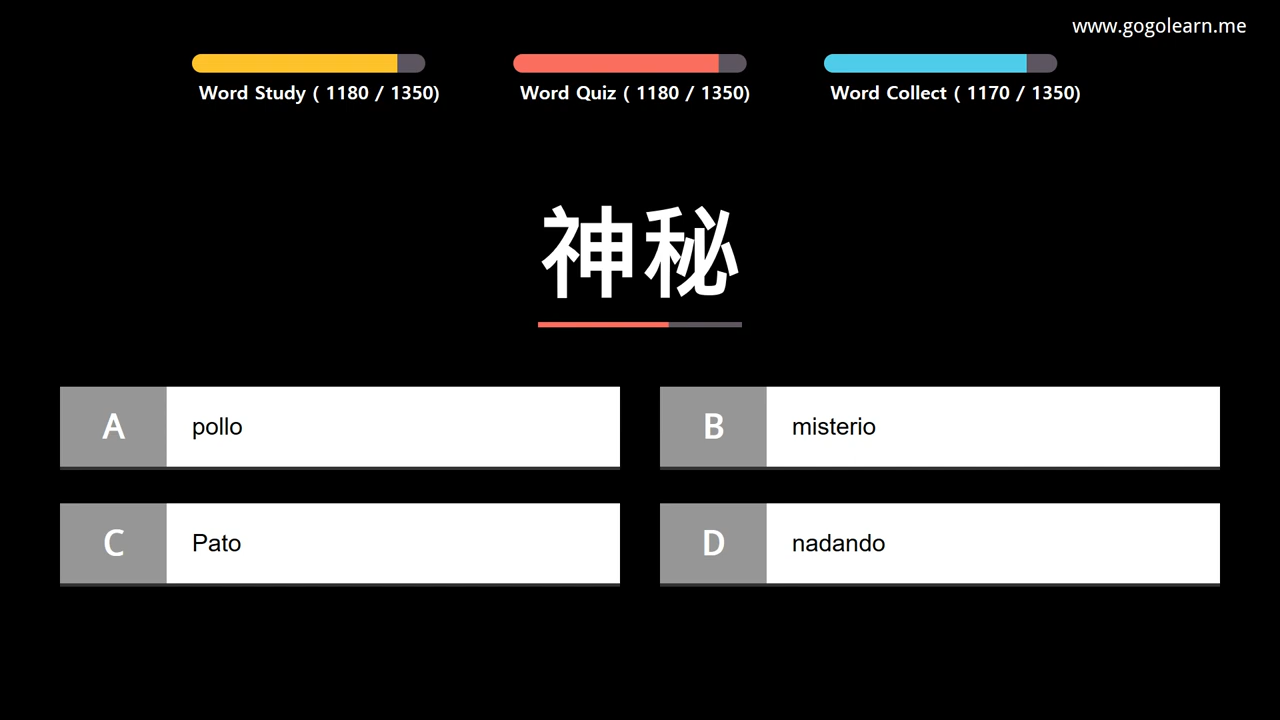 www.gogolearn.me
Word Study ( 1180 / 1350)
Word Quiz ( 1180 / 1350)
Word Collect ( 1170 / 1350)
神秘
A
pollo
B
misterio
C
Pato
D
nadando